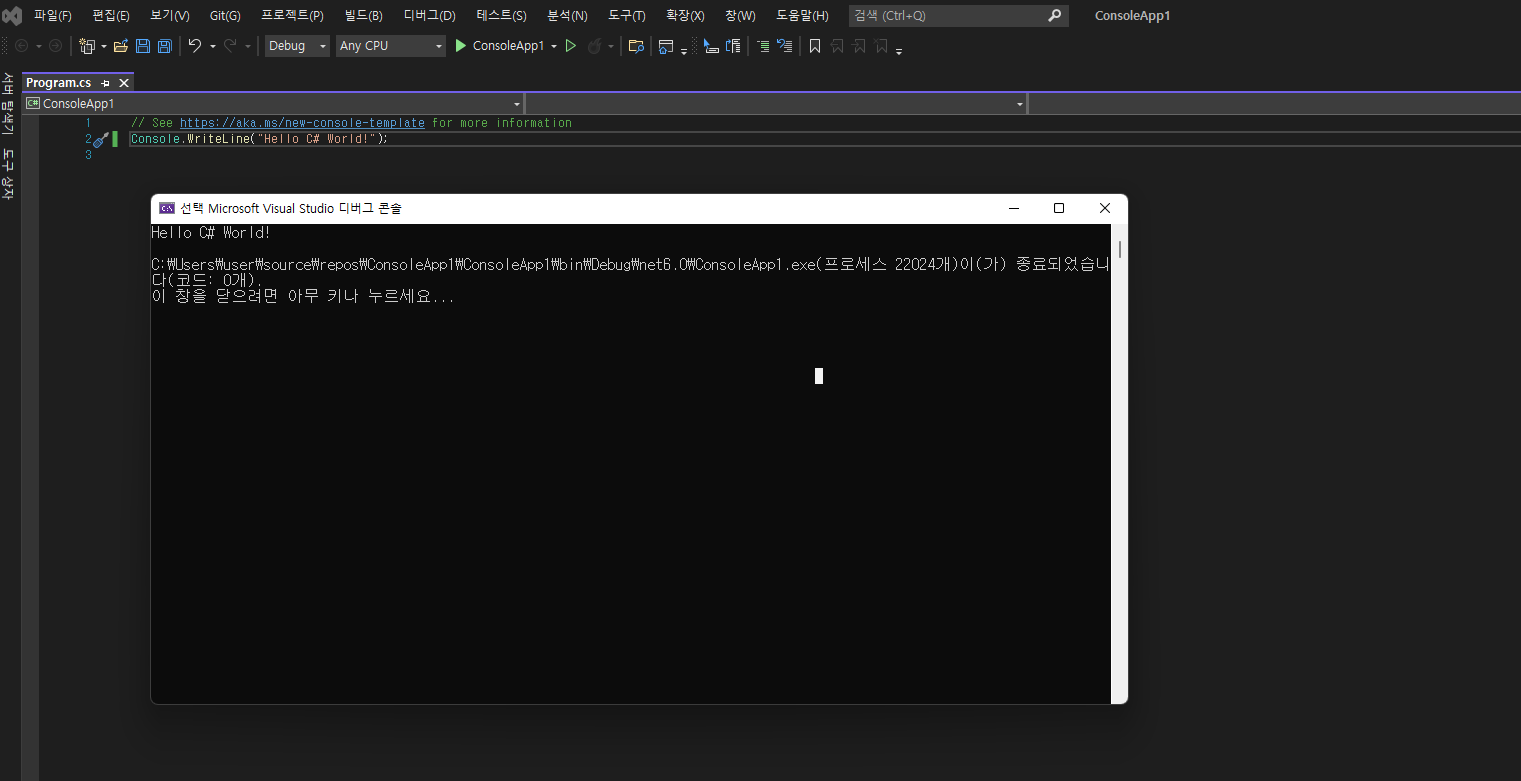 파일(F) 편집(E) 보기(V) Git(G) 프로젝트(P) 빌드(B) 디버그(D) 테스트(S) 분석(N) 도구(T) 확장(X) 창(W) 도움말(H) 검색 (Ctrl+Q) ConsoleApp1
Debug Any CPU ConsoleApp1
서버 탐색기
도구 상자
Program.cs
C# ConsoleApp1
1 // See https://aka.ms/new-console-template for more information
2 Console.WriteLine("Hello C# World!");
3
C:\ 선택 Microsoft Visual Studio 디버그 콘솔
Hello C# World!
C:₩Users₩user₩source₩repos₩ConsoleApp1₩ConsoleApp1₩bin₩Debug₩net6.0₩ConsoleApp1.exe(프로세스 22024개)이(가) 종료되었습니
다(코드: 0개).
이 창을 닫으려면 아무 키나 누르세요...